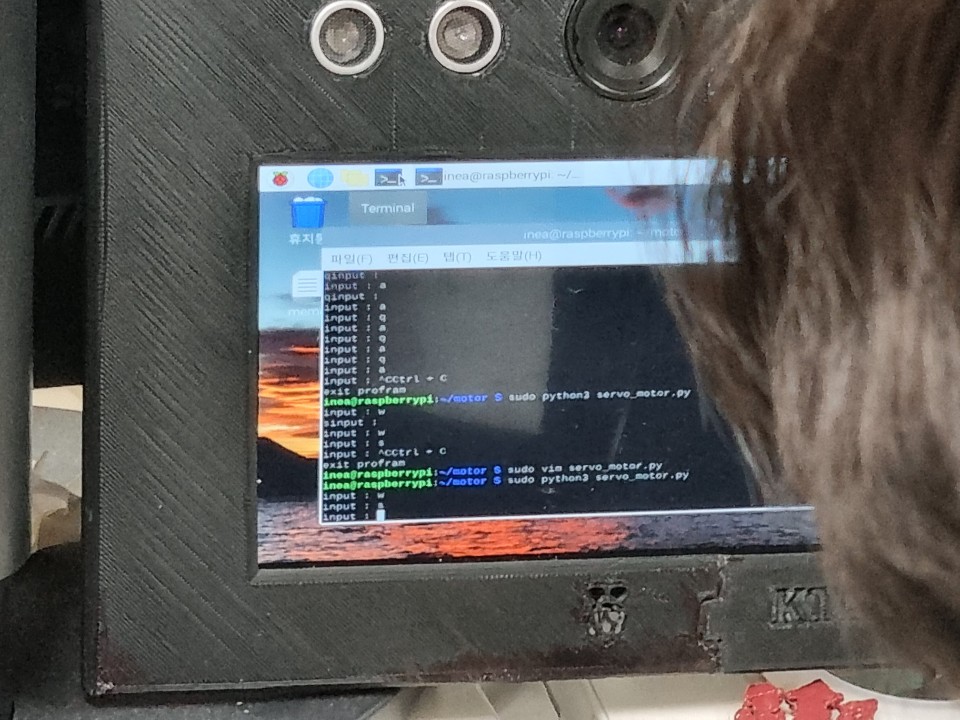 inea@raspberrypi: ~/...
Terminal
inea@raspberrypi: ~ motor
파일(F) 편집(E) 탭(T) 도움말(H)
qinput :
input : a
qinput :
input : a
input : q
input : a
input : q
input : a
input : q
input : a
input : ^CCtrl + C
exit profram
inea@raspberrypi:~/motor $ sudo python3 servo_motor.py
input : w
sinput :
input : w
input : s
input : ^CCtrl + C
exit profram
inea@raspberrypi:~/motor $ sudo vim servo_motor.py
inea@raspberrypi:~/motor $ sudo python3 servo_motor.py
input : w
input : s
input :